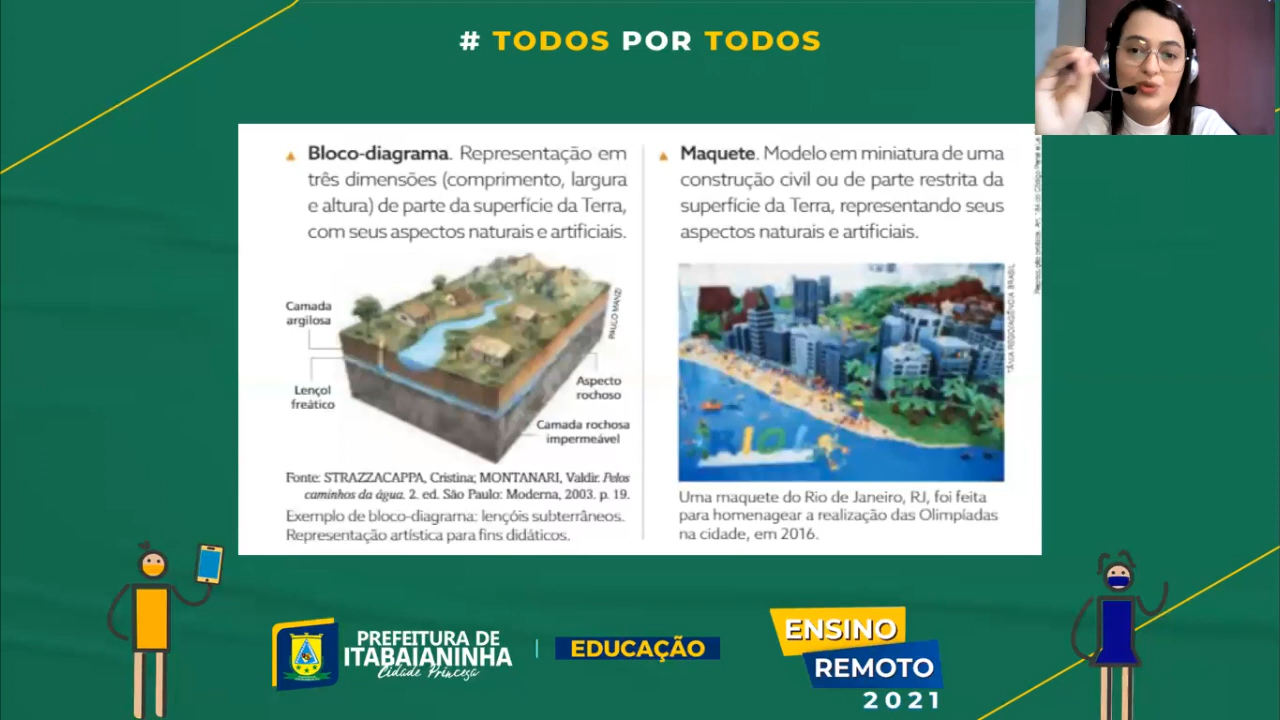 # TODOS POR TODOS
Bloco-diagrama. Representação em
três dimensões (comprimento, largura
e altura) de parte da superfície da Terra,
com seus aspectos naturais e artificiais.
Camada
argilosa
Lençol
freático
PAULO MANZI
Aspecto
rochoso
Camada rochosa
impermeável
Fonte: STRAZZACAPPA, Cristina; MONTANARI, Valdir. Pelos
caminhos da água. 2. ed. São Paulo: Moderna, 2003. p. 19.
Exemplo de bloco-diagrama: lençóis subterrâneos.
Representação artística para fins didáticos.
Maquete. Modelo em miniatura de uma
construção civil ou de parte restrita da
superfície da Terra, representando seus
aspectos naturais e artificiais.
RIO
BRASIL
Uma maquete do Rio de Janeiro, RJ, foi feita
para homenagear a realização das Olimpíadas
na cidade, em 2016.
PREFEITURA DE
ITABAIANINHA
Cidade Princesa
EDUCAÇÃO
ENSINO
REMOTO
2021